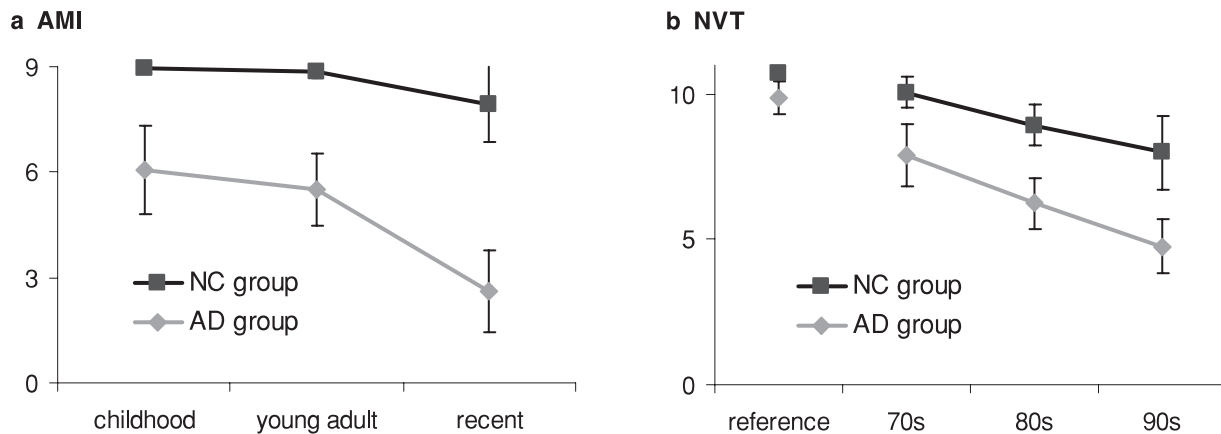 a AMI
9
6
3
0
NC group
AD group
childhood
young adult
recent
b NVT
10
5
0
NC group
AD group
reference
70s
80s
90s